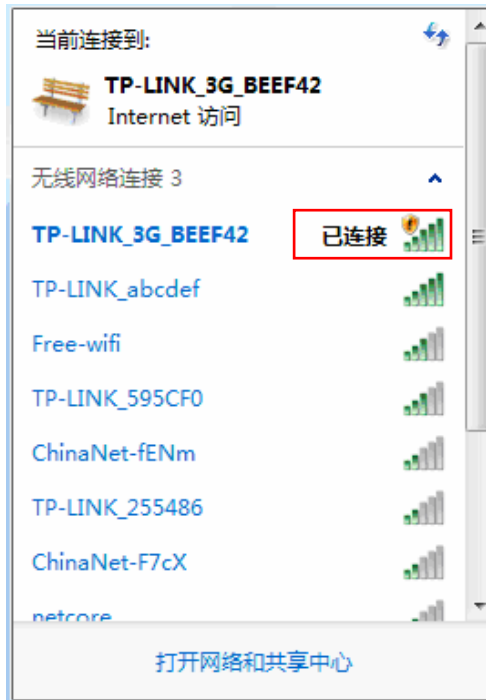 当前连接到:
TP-LINK_3G_BEEF42
Internet 访问
无线网络连接 3
TP-LINK_3G_BEEF42 已连接
TP-LINK_abcdef
Free-wifi
TP-LINK_595CF0
ChinaNet-fENm
TP-LINK_255486
ChinaNet-F7cX
netcore
打开网络和共享中心